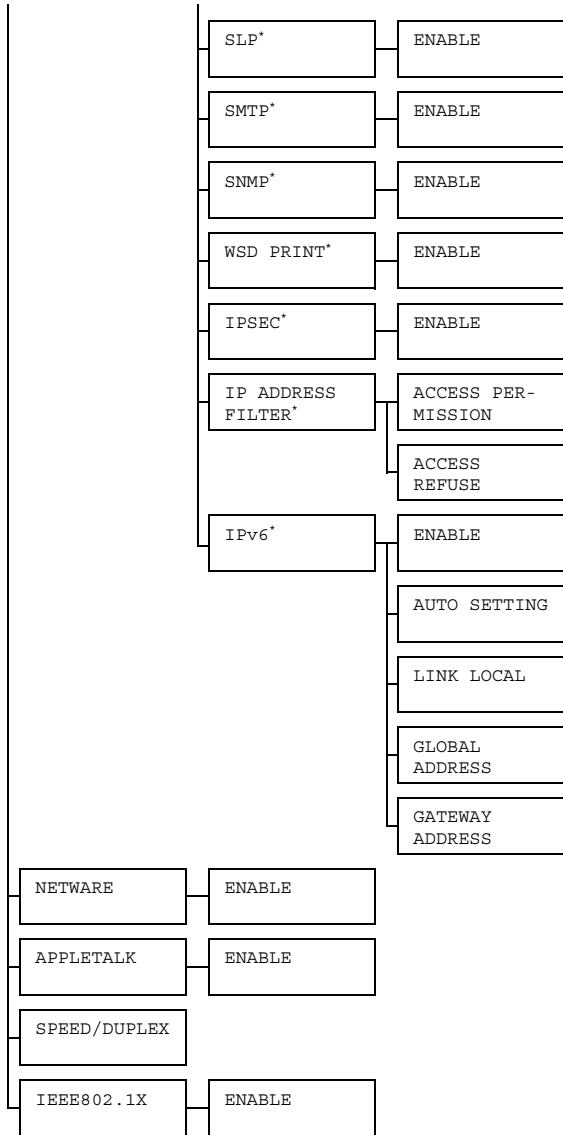 SLP* ENABLE
SMTP* ENABLE
SNMP* ENABLE
WSD PRINT* ENABLE
IPSEC* ENABLE
IP ADDRESS
FILTER*
ACCESS PER-
MISSION
ACCESS
REFUSE
IPv6* ENABLE
AUTO SETTING
LINK LOCAL
GLOBAL
ADDRESS
GATEWAY
ADDRESS
NETWARE ENABLE
APPLETALK ENABLE
SPEED/DUPLEX
IEEE802.1X ENABLE